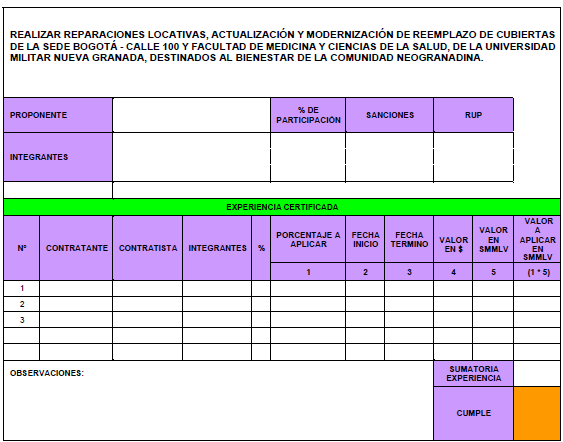 REALIZAR REPARACIONES LOCATIVAS, ACTUALIZACIÓN Y MODERNIZACIÓN DE REEMPLAZO DE CUBIERTAS
DE LA SEDE BOGOTÁ - CALLE 100 Y FACULTAD DE MEDICINA Y CIENCIAS DE LA SALUD, DE LA UNIVERSIDAD
MILITAR NUEVA GRANADA, DESTINADOS AL BIENESTAR DE LA COMUNIDAD NEOGRANADINA.
PROPONENTE
% DE
PARTICIPACIÓN
SANCIONES
RUP
INTEGRANTES
EXPERIENCIA CERTIFICADA
N°
CONTRATANTE
CONTRATISTA
INTEGRANTES
%
PORCENTAJE A
APLICAR
FECHA
INICIO
FECHA
TERMINO
VALOR
EN $
VALOR
EN
SMMLV
VALOR
A
APLICAR
EN
SMMLV
1
2
3
4
5
(1 * 5)
1
2
3
OBSERVACIONES:
SUMATORIA
EXPERIENCIA
CUMPLE